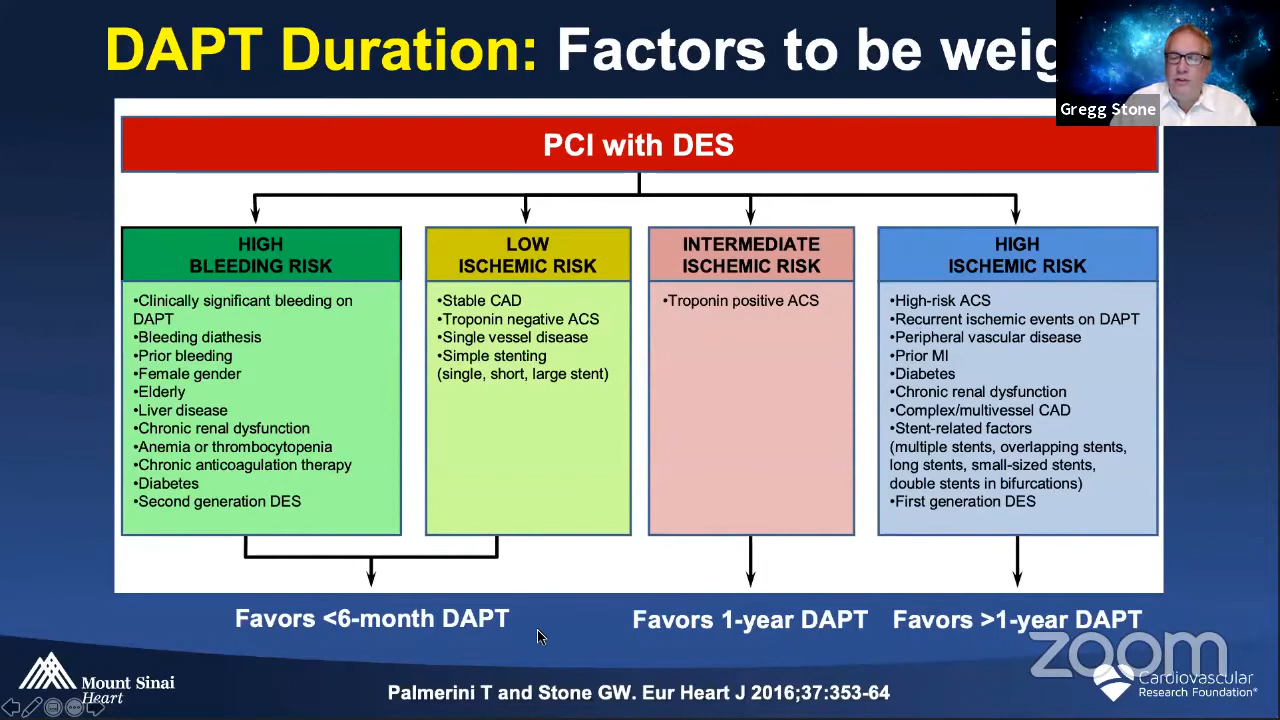 DAPT Duration: Factors to be weig
Gregg Stone
PCI with DES
HIGH
BLEEDING RISK
•Clinically significant bleeding on
DAPT
•Bleeding diathesis
•Prior bleeding
•Female gender
•Elderly
•Liver disease
•Chronic renal dysfunction
•Anemia or thrombocytopenia
•Chronic anticoagulation therapy
•Diabetes
•Second generation DES
LOW
ISCHEMIC RISK
•Stable CAD
•Troponin negative ACS
•Single vessel disease
•Simple stenting
(single, short, large stent)
INTERMEDIATE
ISCHEMIC RISK
•Troponin positive ACS
HIGH
ISCHEMIC RISK
•High-risk ACS
•Recurrent ischemic events on DAPT
•Peripheral vascular disease
•Prior MI
•Diabetes
•Chronic renal dysfunction
•Complex/multivessel CAD
•Stent-related factors
(multiple stents, overlapping stents,
long stents, small-sized stents,
double stents in bifurcations)
•First generation DES
Favors <6-month DAPT
Favors 1-year DAPT
Favors >1-year DAPT
zoom
Mount Sinai
Heart
Palmerini T and Stone GW. Eur Heart J 2016;37:353-64
Cardiovascular
Research Foundation®